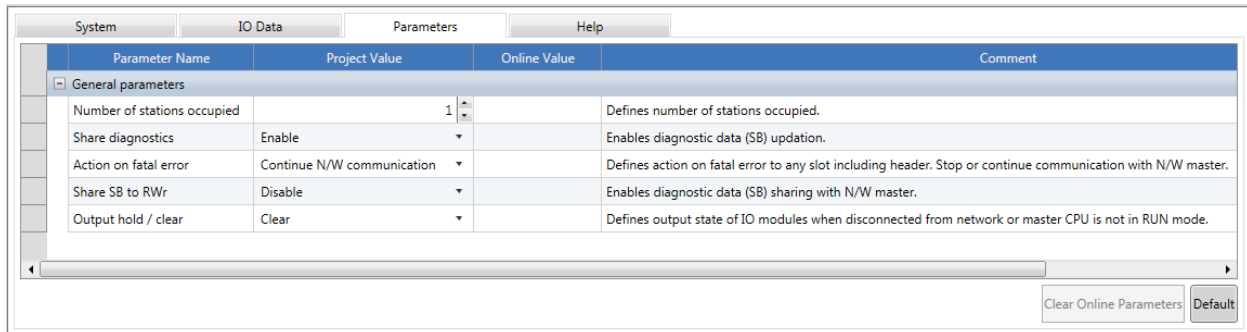 System IO Data Parameters Help
Parameter Name Project Value Online Value Comment
General parameters
Number of stations occupied 1 Defines number of stations occupied.
Share diagnostics Enable Enables diagnostic data (SB) updation.
Action on fatal error Continue N/W communication Defines action on fatal error to any slot including header. Stop or continue communication with N/W master.
Share SB to RWr Disable Enables diagnostic data (SB) sharing with N/W master.
Output hold / clear Clear Defines output state of IO modules when disconnected from network or master CPU is not in RUN mode.
Clear Online Parameters Default